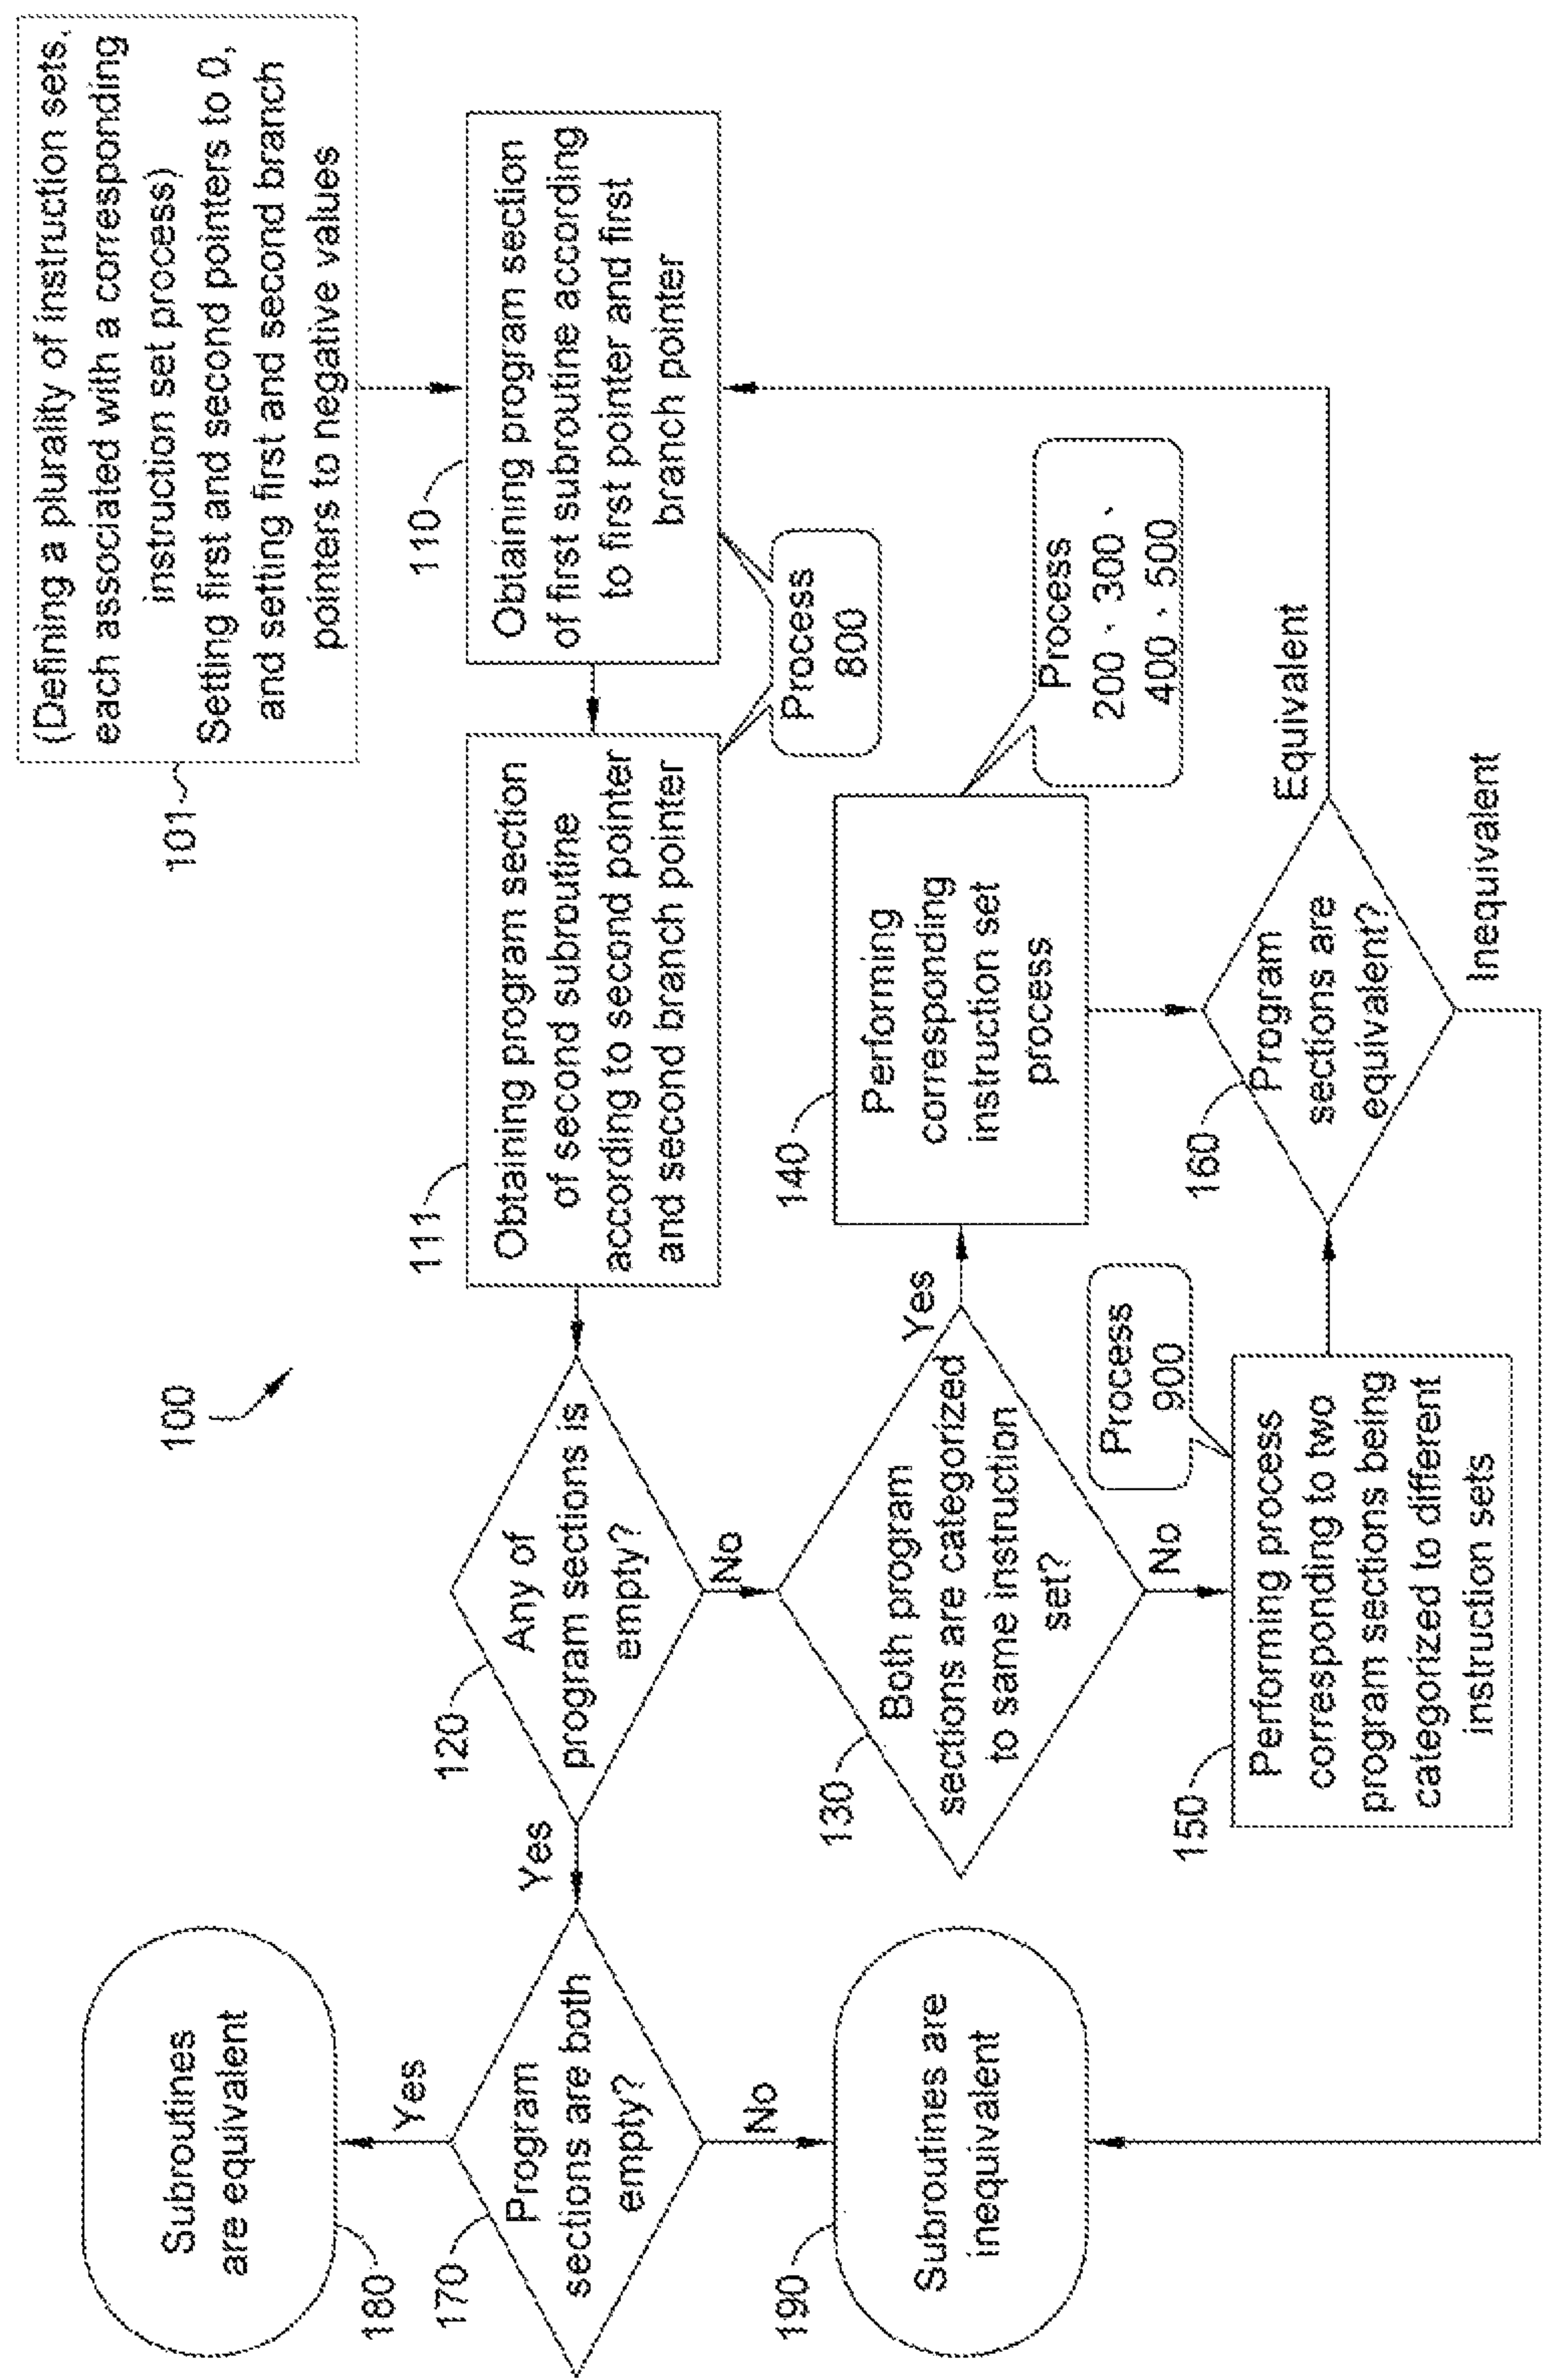 100
101
(Defining a plurality of instruction sets,
each associated with a corresponding
instruction set process)
Setting first and second pointers to 0,
and setting first and second branch
pointers to negative values
110
Obtaining program section
of first subroutine according
to first pointer and first
branch pointer
Process
800
111
Obtaining program section
of second subroutine
according to second pointer
and second branch pointer
120
Any of
program sections is
empty?
Yes
No
130
Both program
sections are categorized
to same instruction
set?
Yes
No
140
Performing
corresponding
instruction set
process
Process
200、300、
400、500
150
Performing process
corresponding to two
program sections being
categorized to different
instruction sets
Process
900
160
Program
sections are
equivalent?
Equivalent
Inequivalent
170
Program
sections are both
empty?
Yes
No
180
Subroutines
are equivalent
190
Subroutines are
inequivalent